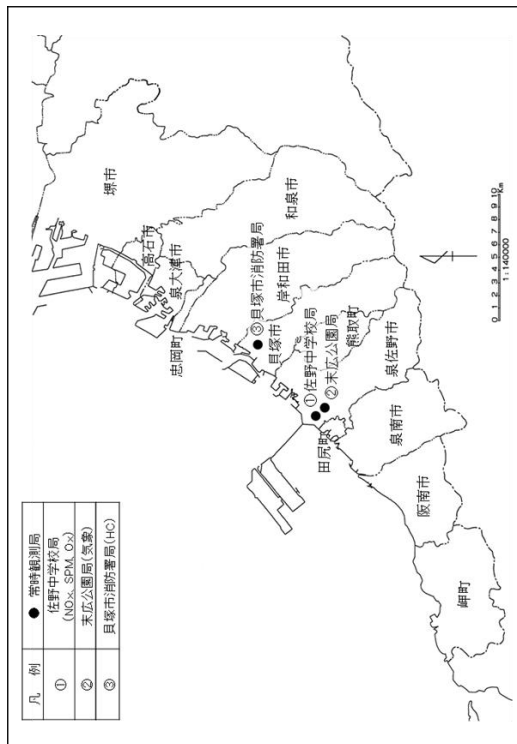 凡 例
● 常時観測局
①
佐野中学校局
(NOx, SPM, Ox)
②
末広公園局(気象)
③
貝塚市消防署局(HC)
堺市
高石市
泉大津市
和泉市
忠岡町
岸和田市
③貝塚市消防署局
貝塚市
①佐野中学校局
②末広公園局
熊取町
田尻町
泉佐野市
泉南市
阪南市
岬町
0 1 2 3 4 5 6 7 8 9 10
Km
1:140000